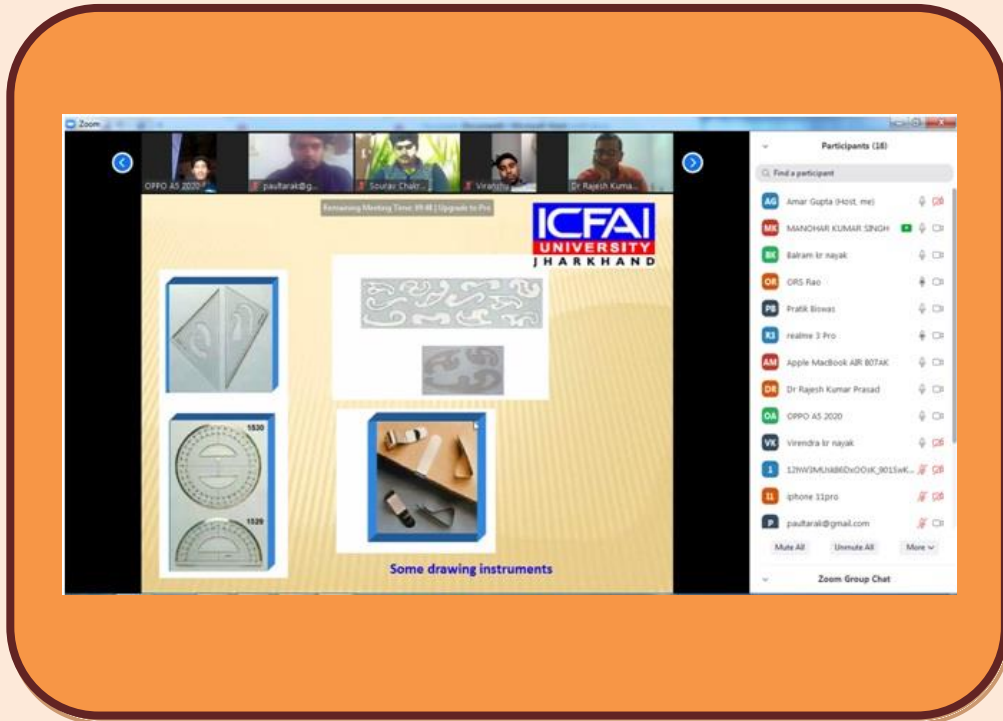 Zoom
Participants (18)
Find a participant
OPPO A5 2020
paultarak@g...
Sourav Chakr...
Viranshu
Dr Rajesh Kuma...
Remaining Meeting Time: 09:48 | Upgrade to Pro
ICFAI
UNIVERSITY
JHARKHAND
1530
1520
Some drawing instruments
AG Amar Gupta (Host, me)
MK MANOHAR KUMAR SINGH
BK Balram kr nayak
OR ORS Rao
PB Pratik Biswas
R3 realme 3 Pro
AM Apple MacBook AIR 807AK
DR Dr Rajesh Kumar Prasad
OA OPPO A5 2020
VK Virendra kr nayak
1
I1 iphone 11pro
P paultarak@gmail.com
Mute All Unmute All More
Zoom Group Chat